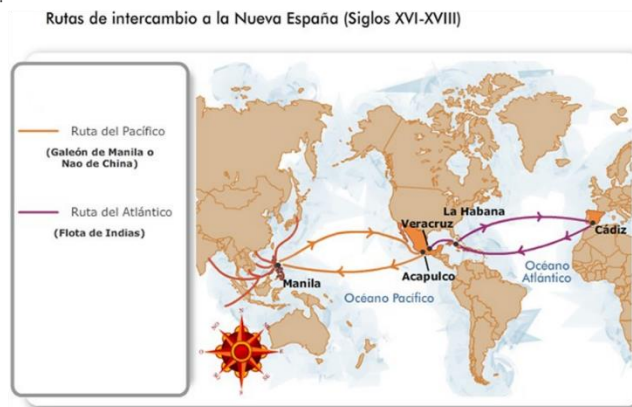 Rutas de intercambio a la Nueva España (Siglos XVI-XVIII)
Ruta del Pacífico
(Galeón de Manila o
Nao de China)
Ruta del Atlántico
(Flota de Indias)
La Habana
Veracruz
Cádiz
Manila
Acapulco
Océano
Atlántico
Océano Pacífico